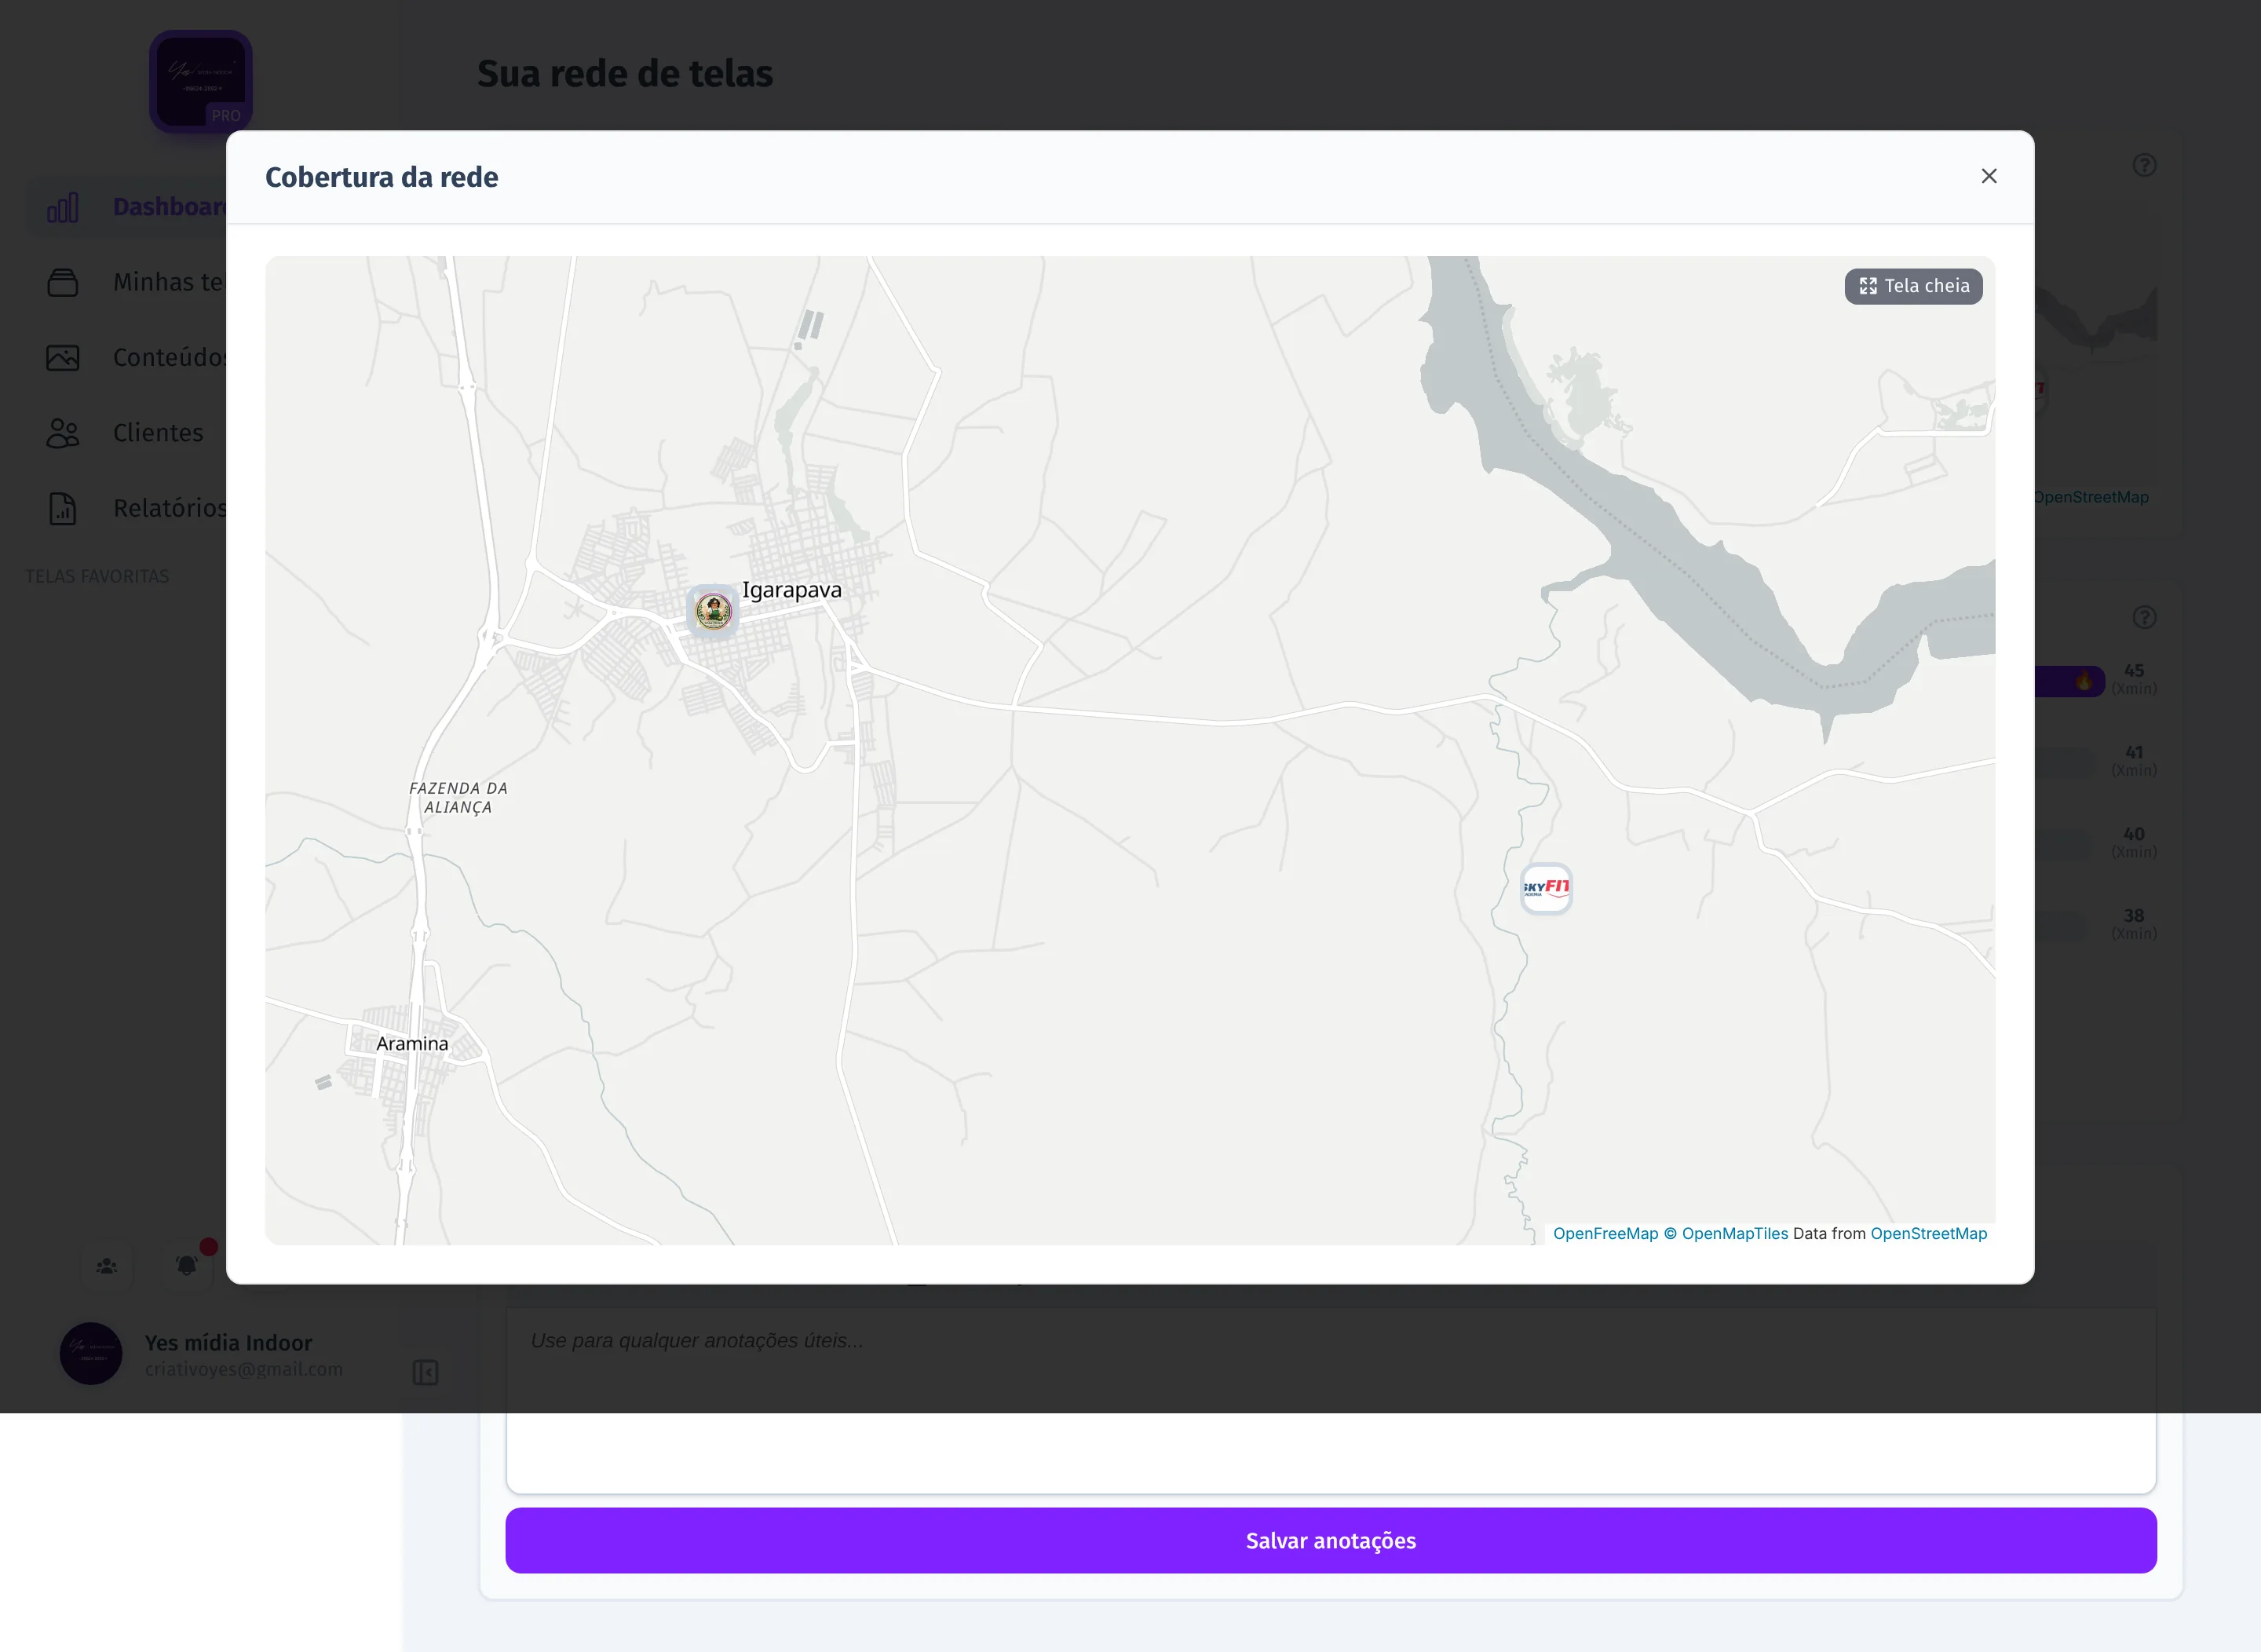 Sua rede de telas
PRO
Cobertura da rede
Dashboard
Minhas te
Conteúdos
Clientes
Relatórios
TELAS FAVORITAS
Tela cheia
Igarapava
FAZENDA DA
ALIANÇA
SKYFIT
Aramina
OpenFreeMap © OpenMapTiles Data from OpenStreetMap
OpenStreetMap
45
(Xmin)
41
(Xmin)
40
(Xmin)
38
(Xmin)
Yes mídia Indoor
criativoyes@gmail.com
Use para qualquer anotações úteis...
Salvar anotações